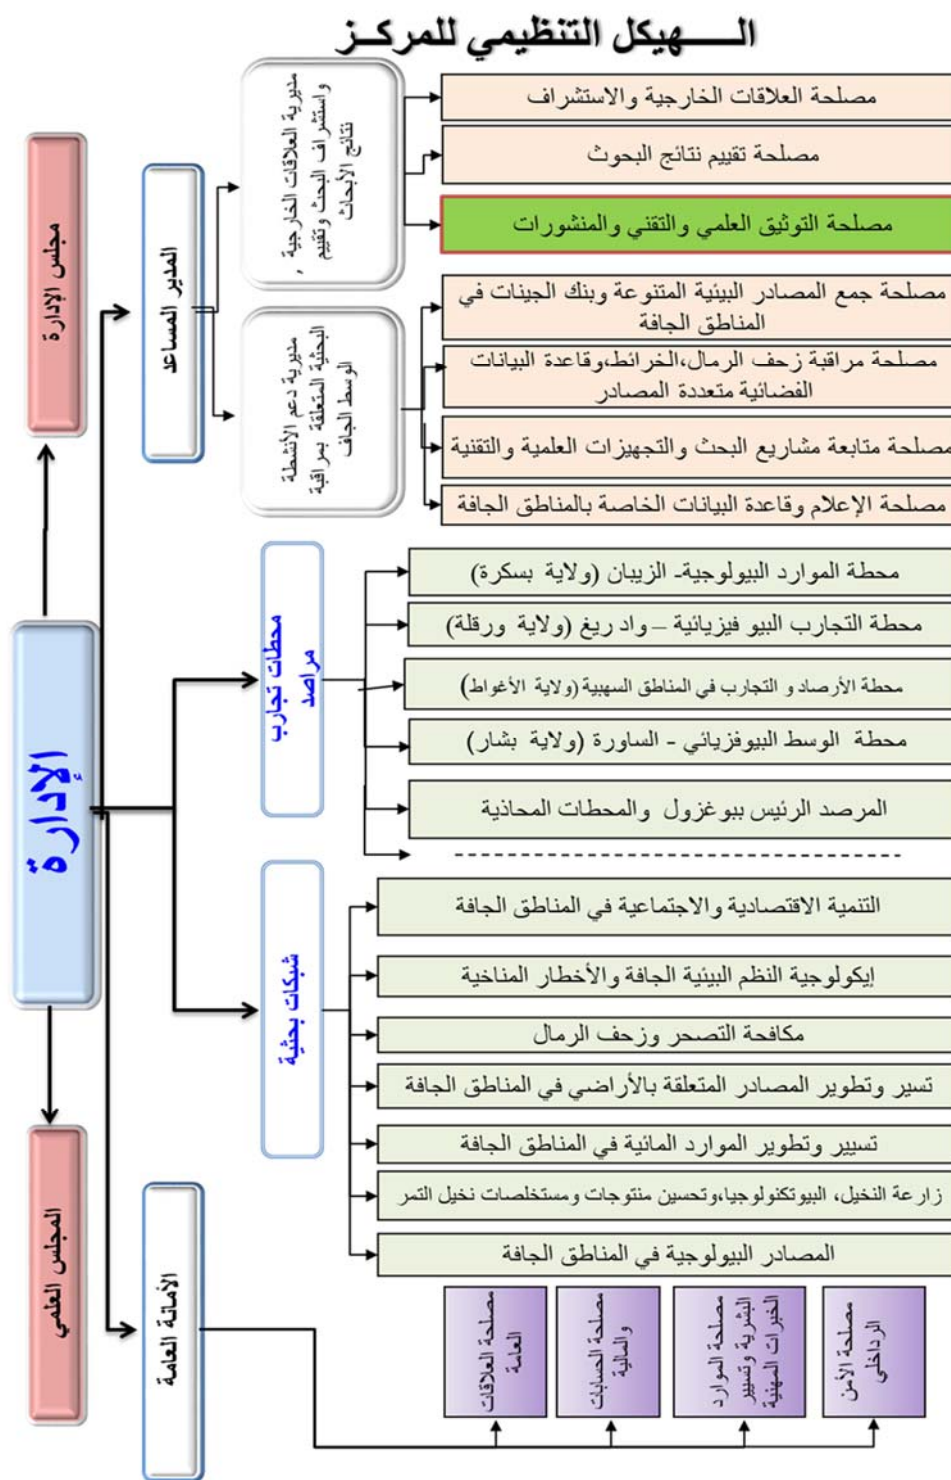 الـــــهيكل التنظيمي للمركــز
مجلس الإدارة
الإدارة
المجلس العلمي
المدير المساعد
الأمانة العامة
مديرية العلاقات الخارجية ,
واستشراف البحث وتقييم
نتائج الأبحاث
مصلحة العلاقات الخارجية والاستشراف
مصلحة تقييم نتائج البحوث
مصلحة التوثيق العلمي والتقني والمنشورات
مديرية دعم الأنشطة
البحثية المتعلقة بمراقبة
الوسط الجاف
مصلحة جمع المصادر البيئية المتنوعة وبنك الجينات في
المناطق الجافة
مصلحة مراقبة زحف الرمال،الخرائط،وقاعدة البيانات
الفضائية متعددة المصادر
مصلحة متابعة مشاريع البحث والتجهيزات العلمية والتقنية
مصلحة الإعلام وقاعدة البيانات الخاصة بالمناطق الجافة
محطات تجارب
مراصد
محطة الموارد البيولوجية- الزيبان (ولاية بسكرة)
محطة التجارب البيو فيزيائية – واد ريغ (ولاية ورقلة)
محطة الأرصاد و التجارب في المناطق السهبية (ولاية الأغواط)
محطة الوسط البيوفزيائي - الساورة (ولاية بشار)
المرصد الرئيس ببوغزول والمحطات المحاذية
شبكات بحثية
التنمية الاقتصادية والاجتماعية في المناطق الجافة
إيكولوجية النظم البيئية الجافة والأخطار المناخية
مكافحة التصحر وزحف الرمال
تسير وتطوير المصادر المتعلقة بالأراضي في المناطق الجافة
تسيير وتطوير الموارد المائية في المناطق الجافة
زارعة النخيل، البيوتكنولوجيا،وتحسين منتوجات ومستخلصات نخيل التمر
المصادر البيولوجية في المناطق الجافة
مصلحة العلاقات
العامة
مصلحة الحسابات
والمالية
مصلحة الموارد
البشرية وتسيير
الخبرات المهنية
مصلحة الأمن
الرداخلي